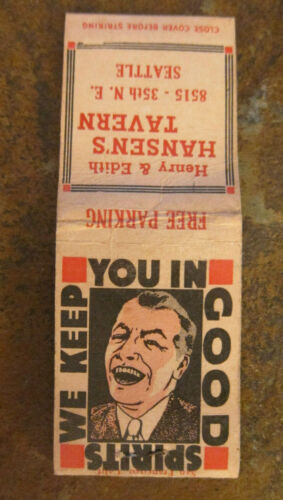 CLOSE COVER BEFORE STRIKING
Henry & Edith
HANSEN'S
TAVERN
8515 - 35th N. E.
SEATTLE
FREE PARKING
WE KEEP
YOU IN
GOOD
SPIRITS